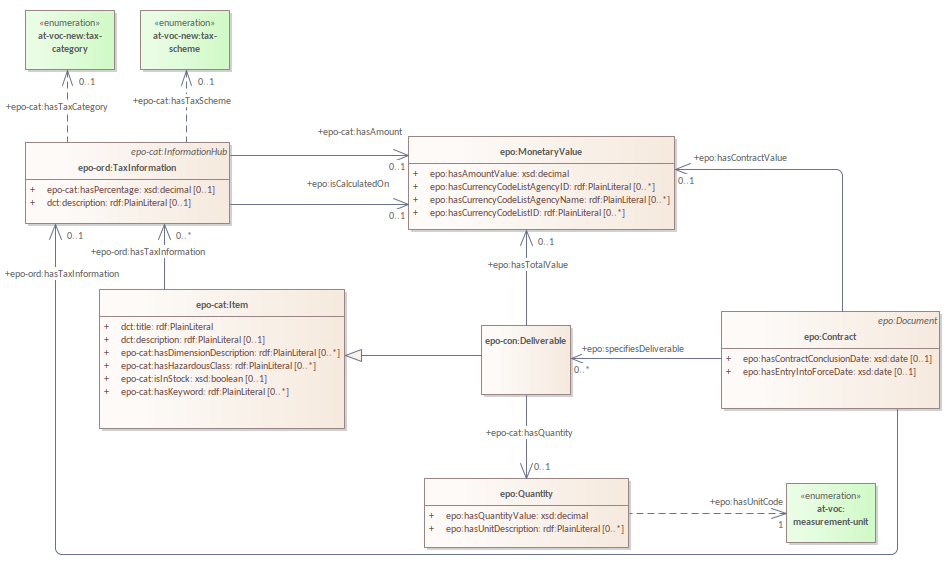 «enumeration»
at-voc-new:tax-
category
«enumeration»
at-voc-new:tax-
scheme
0..1
0..1
+epo-cat:hasTaxCategory
+epo-cat:hasTaxScheme
epo-cat:InformationHub
epo-ord:TaxInformation
+ epo-cat:hasPercentage: xsd:decimal [0..1]
+ dct:description: rdf:PlainLiteral [0..1]
+epo-cat:hasAmount
0..1
+epo:isCalculatedOn
0..1
epo:MonetaryValue
+ epo:hasAmountValue: xsd:decimal
+ epo:hasCurrencyCodeListAgencyID: rdf:PlainLiteral [0..*]
+ epo:hasCurrencyCodeListAgencyName: rdf:PlainLiteral [0..*]
+ epo:hasCurrencyCodeListID: rdf:PlainLiteral [0..*]
+epo:hasContractValue
0..1
0..1
0..*
+epo-ord:hasTaxInformation
+epo-ord:hasTaxInformation
0..1
+epo:hasTotalValue
epo-cat:Item
+ dct:title: rdf:PlainLiteral
+ dct:description: rdf:PlainLiteral [0..1]
+ epo-cat:hasDimensionDescription: rdf:PlainLiteral [0..*]
+ epo-cat:hasHazardousClass: rdf:PlainLiteral [0..*]
+ epo-cat:isInStock: xsd:boolean [0..1]
+ epo-cat:hasKeyword: rdf:PlainLiteral [0..*]
epo-con:Deliverable
+epo:specifiesDeliverable
0..*
epo:Document
epo:Contract
+ epo:hasContractConclusionDate: xsd:date [0..1]
+ epo:hasEntryIntoForceDate: xsd:date [0..1]
+epo-cat:hasQuantity
0..1
epo:Quantity
+ epo:hasQuantityValue: xsd:decimal
+ epo:hasUnitDescription: rdf:PlainLiteral [0..*]
+epo:hasUnitCode
1
«enumeration»
at-voc:
measurement-unit